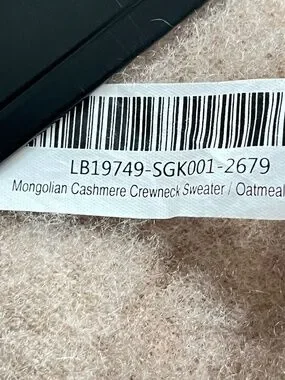 LB19749-SGK001-2679
Mongolian Cashmere Crewneck Sweater / Oatmeal